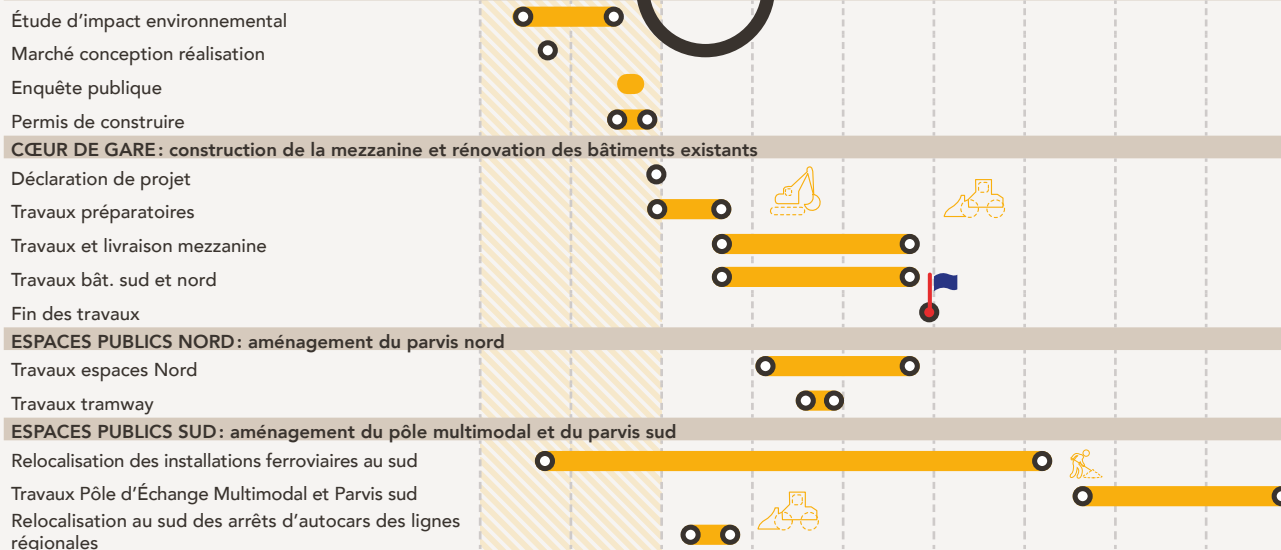 Étude d’impact environnemental
Marché conception réalisation
Enquête publique
Permis de construire
CŒUR DE GARE : construction de la mezzanine et rénovation des bâtiments existants
Déclaration de projet
Travaux préparatoires
Travaux et livraison mezzanine
Travaux bât. sud et nord
Fin des travaux
ESPACES PUBLICS NORD : aménagement du parvis nord
Travaux espaces Nord
Travaux tramway
ESPACES PUBLICS SUD : aménagement du pôle multimodal et du parvis sud
Relocalisation des installations ferroviaires au sud
Travaux Pôle d’Échange Multimodal et Parvis sud
Relocalisation au sud des arrêts d’autocars des lignes
régionales